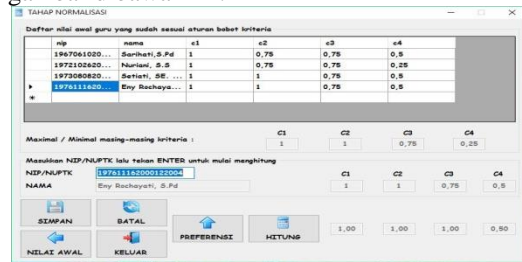 TAHAP NORMALISASI
Daftar nilai awal guru yang sudah sesuai aturan bobot kriteria
nip nama c1 c2 c3 c4
1967061020... Sarihati,S.Pd 1 0,75 0,75 0,5
1972102620... Nuriani, S.S 1 0,75 0,75 0,25
1973080820... Setiati, SE. ... 1 1 0,75 0,5
1976111620... Eny Rochaya... 1 1 0,75 0,5
Maximal / Minimal masing-masing kriteria : C1 C2 C3 C4
1 1 0,75 0,25
Masukkan NIP/NUPTK lalu tekan ENTER untuk mulai menghitung
NIP/NUPTK 197611162000122004 C1 C2 C3 C4
NAMA Eny Rochayati, S.Pd 1 1 0,75 0,5
SIMPAN BATAL PREFERENSI HITUNG 1,00 1,00 1,00 0,50
NILAI AWAL KELUAR